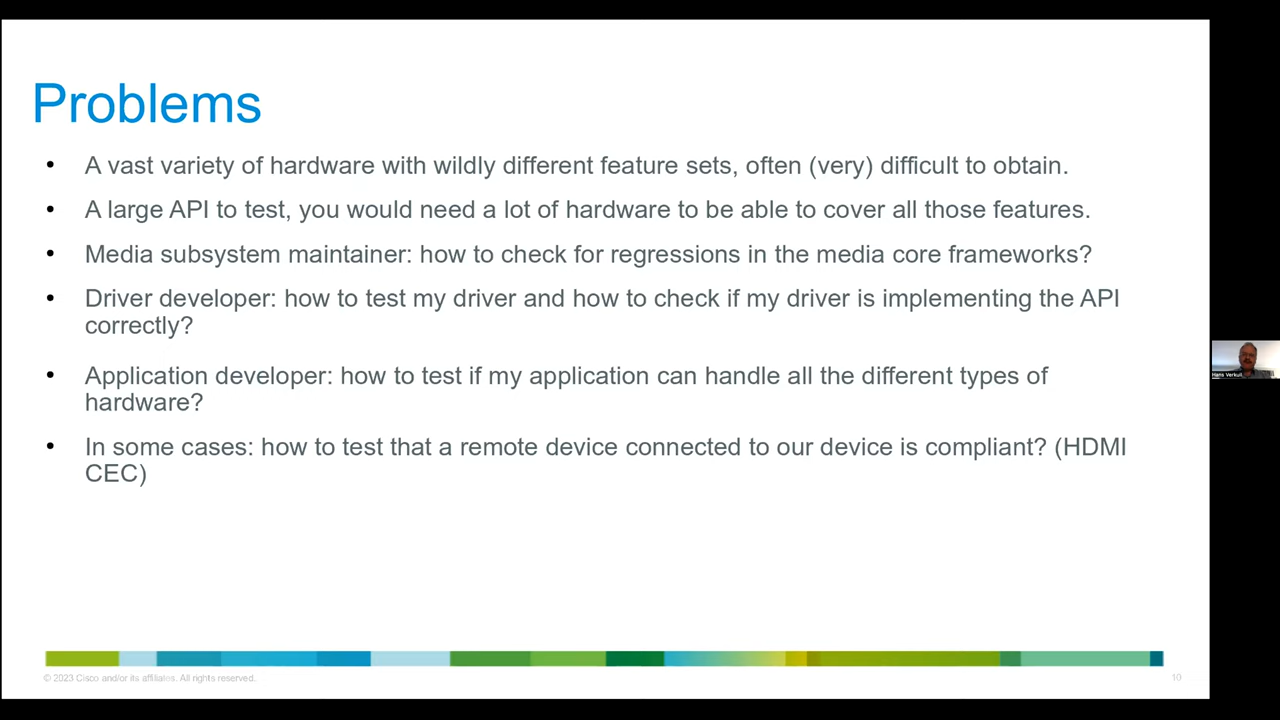 Problems
• A vast variety of hardware with wildly different feature sets, often (very) difficult to obtain.
• A large API to test, you would need a lot of hardware to be able to cover all those features.
• Media subsystem maintainer: how to check for regressions in the media core frameworks?
• Driver developer: how to test my driver and how to check if my driver is implementing the API
correctly?
• Application developer: how to test if my application can handle all the different types of
hardware?
• In some cases: how to test that a remote device connected to our device is compliant? (HDMI
CEC)
Hans Verkuil
© 2023 Cisco and/or its affiliates. All rights reserved.
10